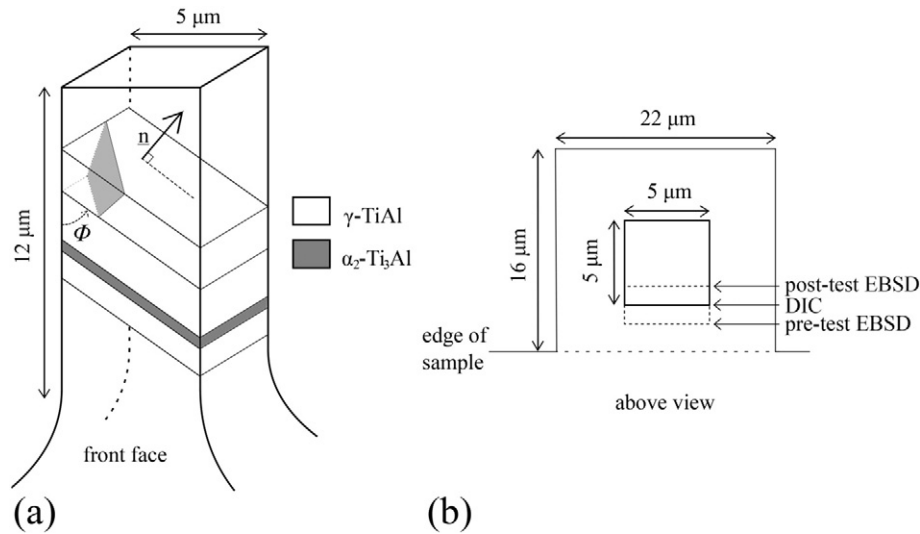 5 μm
n
12 μm
Φ
γ-TiAl
α₂-Ti₃Al
front face
(a)
22 μm
5 μm
16 μm
5 μm
post-test EBSD
DIC
pre-test EBSD
edge of
sample
above view
(b)